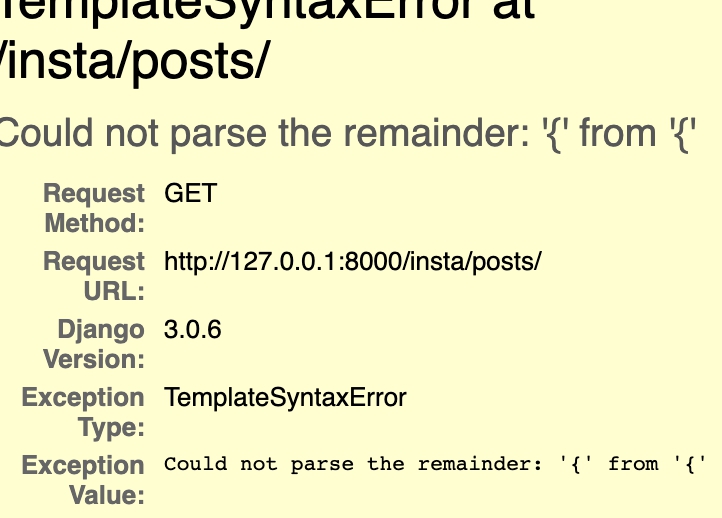 TemplateSyntaxError at
/insta/posts/
Could not parse the remainder: '{' from '{'
Request Method: GET
Request URL: http://127.0.0.1:8000/insta/posts/
Django Version: 3.0.6
Exception Type: TemplateSyntaxError
Exception Value: Could not parse the remainder: '{' from '{'